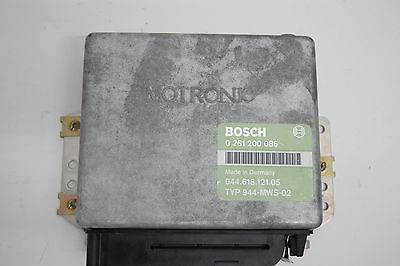 MOTRONIC
BOSCH
0 261 200 086
Made in Germany
944.618.121.05
TYP 944-MWS-02